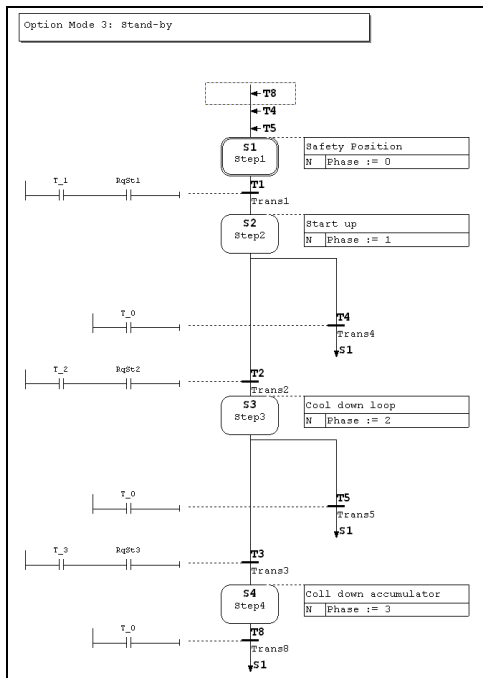 Option Mode 3: Stand-by
T8
T4
T5
S1
Step1
Safety Position
N Phase := 0
T_1 RqSt1
T1
Trans1
S2
Step2
Start up
N Phase := 1
T_0
T4
Trans4
S1
T_2 RqSt2
T2
Trans2
S3
Step3
Cool down loop
N Phase := 2
T_0
T5
Trans5
S1
T_3 RqSt3
T3
Trans3
S4
Step4
Coll down accumulator
N Phase := 3
T_0
T8
Trans8
S1